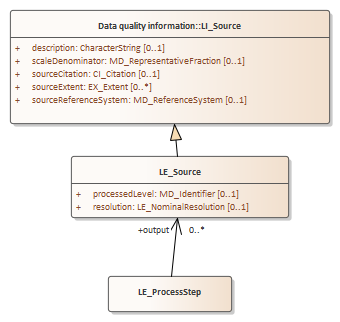 Data quality information::LI_Source
+ description: CharacterString [0..1]
+ scaleDenominator: MD_RepresentativeFraction [0..1]
+ sourceCitation: CI_Citation [0..1]
+ sourceExtent: EX_Extent [0..*]
+ sourceReferenceSystem: MD_ReferenceSystem [0..1]
LE_Source
+ processedLevel: MD_Identifier [0..1]
+ resolution: LE_NominalResolution [0..1]
+output 0..*
LE_ProcessStep